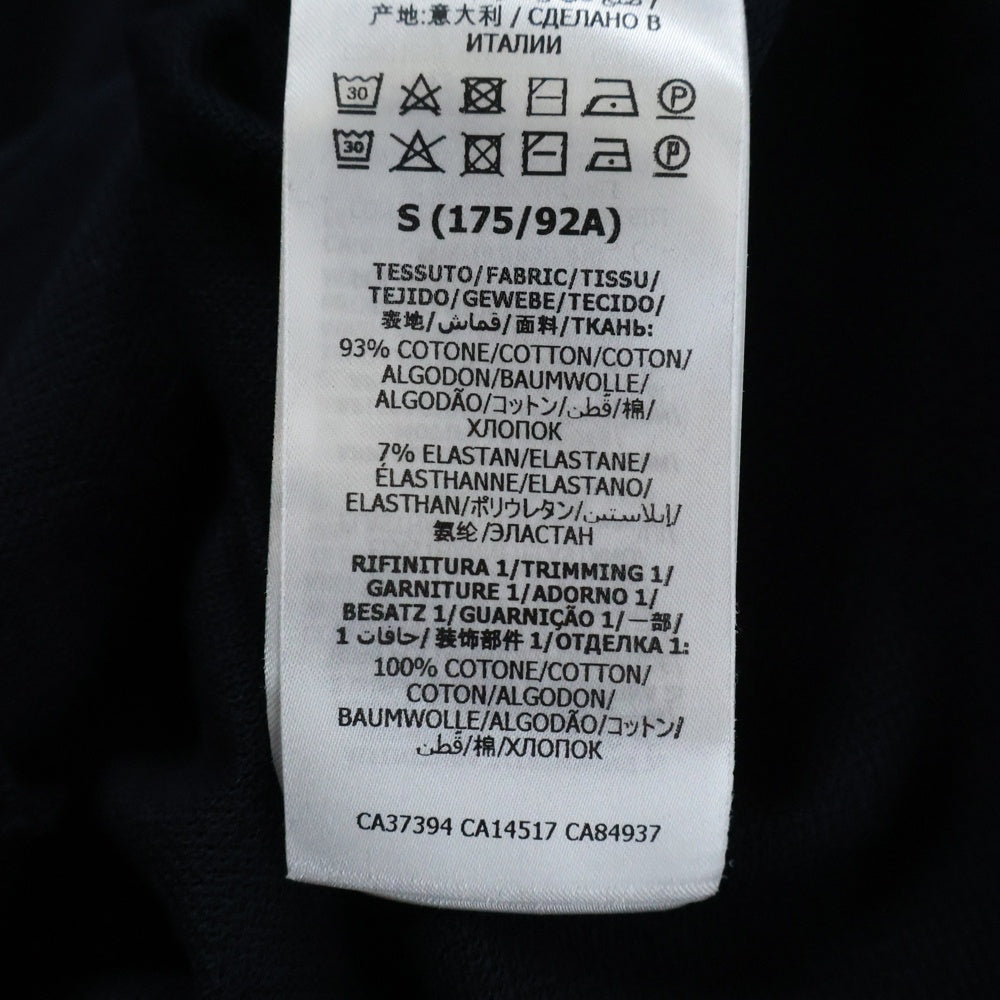 产地:意大利 / СДЕЛАНО В
ИТАЛИИ
30 P
30 P
S (175/92A)
TESSUTO/FABRIC/TISSU/
TEJIDO/GEWEBE/TECIDO/
表地/قماش/面料/ТКАНЬ:
93% COTONE/COTTON/COTON/
ALGODON/BAUMWOLLE/
ALGODÃO/コットン/قُطن/棉/
ХЛОПОК
7% ELASTAN/ELASTANE/
ÉLASTHANNE/ELASTANO/
ELASTHAN/ポリウレタン/إيلاستين/
氨纶/ЭЛАСТАН
RIFINITURA 1/TRIMMING 1/
GARNITURE 1/ADORNO 1/
BESATZ 1/GUARNIÇÃO 1/一部/
حافات 1/装饰部件 1/ОТДЕЛКА 1:
100% COTONE/COTTON/
COTON/ALGODON/
BAUMWOLLE/ALGODÃO/コットン/
قُطن/棉/ХЛОПОК
CA37394 CA14517 CA84937